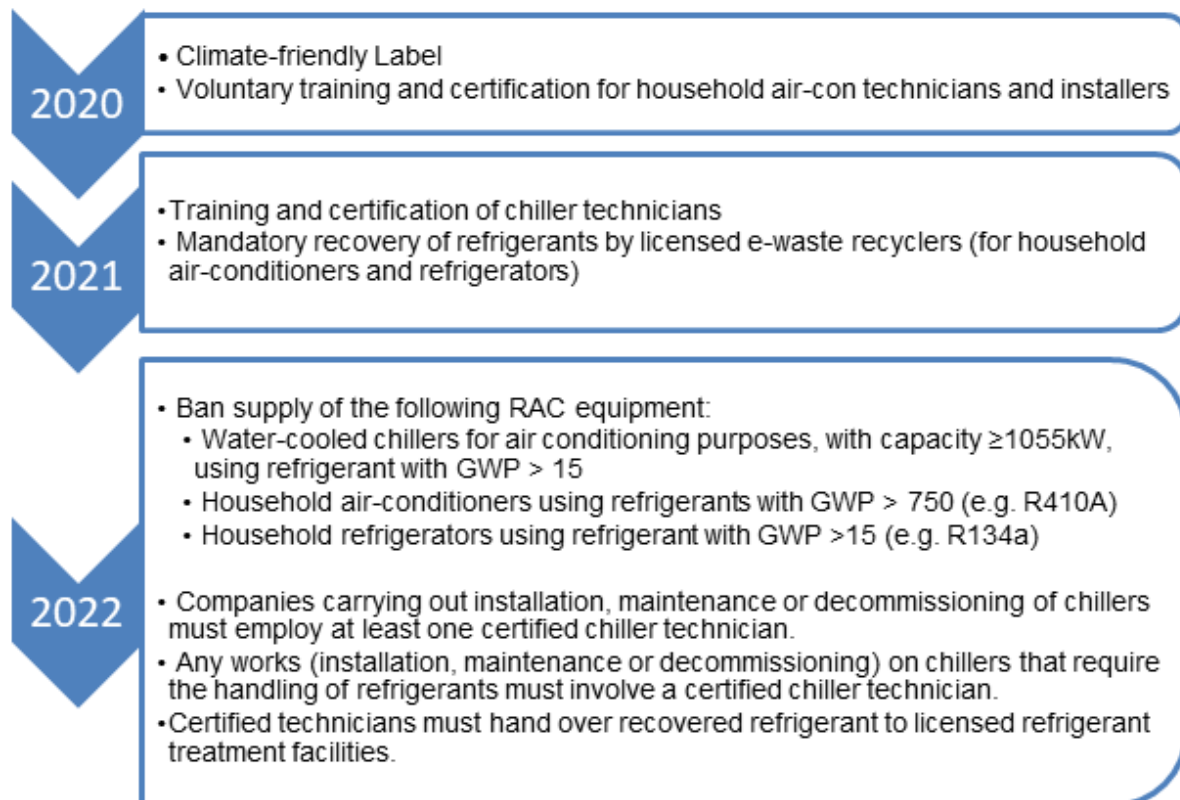 2020
• Climate-friendly Label
• Voluntary training and certification for household air-con technicians and installers
2021
•Training and certification of chiller technicians
• Mandatory recovery of refrigerants by licensed e-waste recyclers (for household
air-conditioners and refrigerators)
2022
• Ban supply of the following RAC equipment:
• Water-cooled chillers for air conditioning purposes, with capacity ≥1055kW,
using refrigerant with GWP > 15
• Household air-conditioners using refrigerants with GWP > 750 (e.g. R410A)
• Household refrigerators using refrigerant with GWP >15 (e.g. R134a)
• Companies carrying out installation, maintenance or decommissioning of chillers
must employ at least one certified chiller technician.
• Any works (installation, maintenance or decommissioning) on chillers that require
the handling of refrigerants must involve a certified chiller technician.
•Certified technicians must hand over recovered refrigerant to licensed refrigerant
treatment facilities.